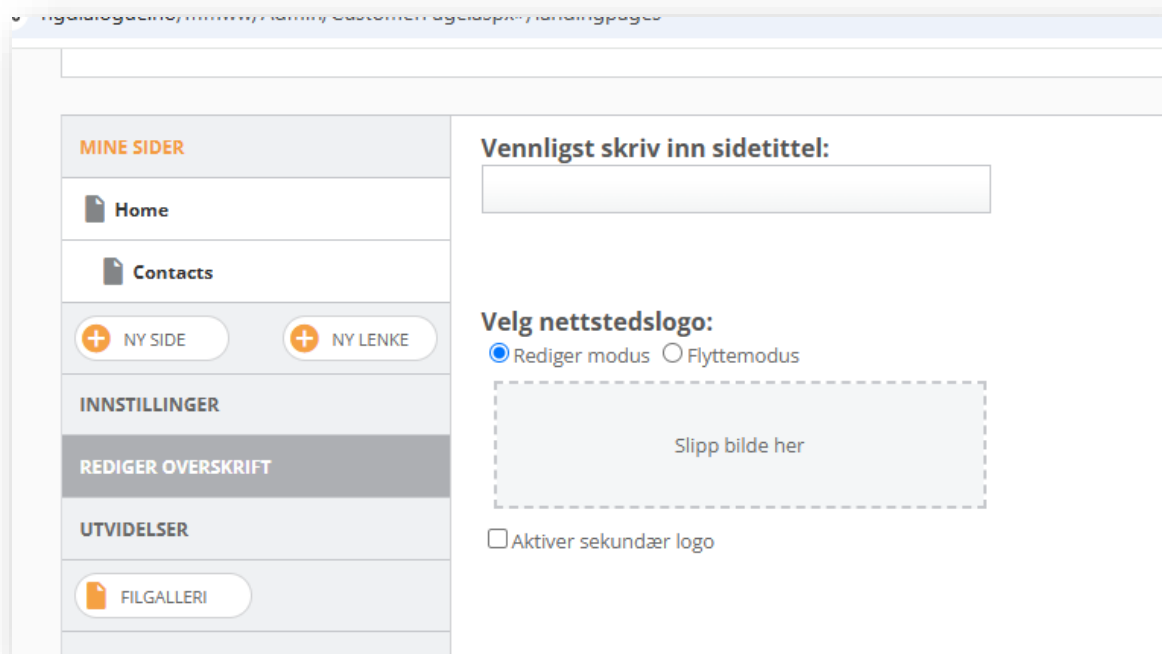 MINE SIDER
Home
Contacts
NY SIDE
NY LENKE
INNSTILLINGER
REDIGER OVERSKRIFT
UTVIDELSER
FILGALLERI
Vennligst skriv inn sidetittel:
Velg nettstedslogo:
Rediger modus Flyttemodus
Slipp bilde her
Aktiver sekundær logo